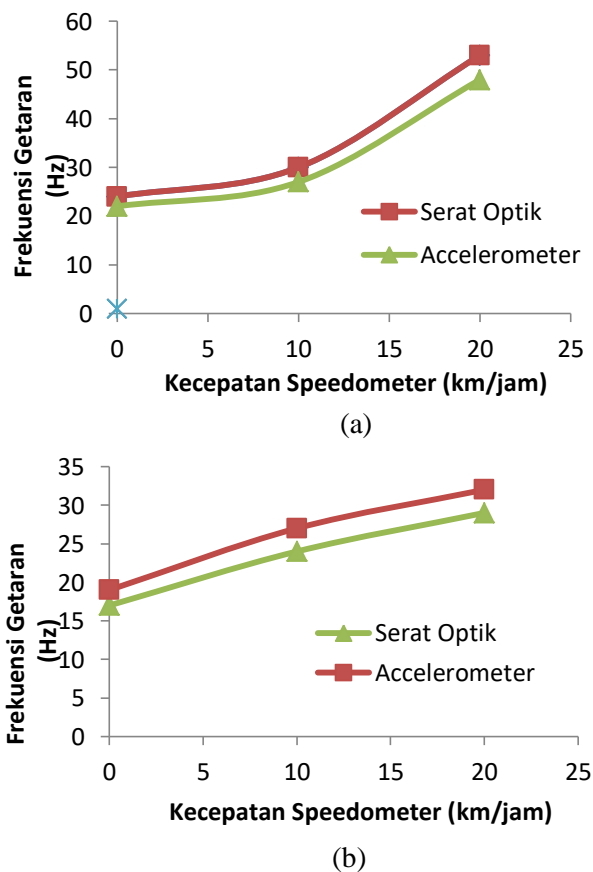 60
50
40
30
20
10
0
Frekuensi Getaran
(Hz)
Serat Optik
Accelerometer
0 5 10 15 20 25
Kecepatan Speedometer (km/jam)
(a)
35
30
25
20
15
10
5
0
Frekuensi Getaran
(Hz)
Serat Optik
Accelerometer
0 5 10 15 20 25
Kecepatan Speedometer (km/jam)
(b)